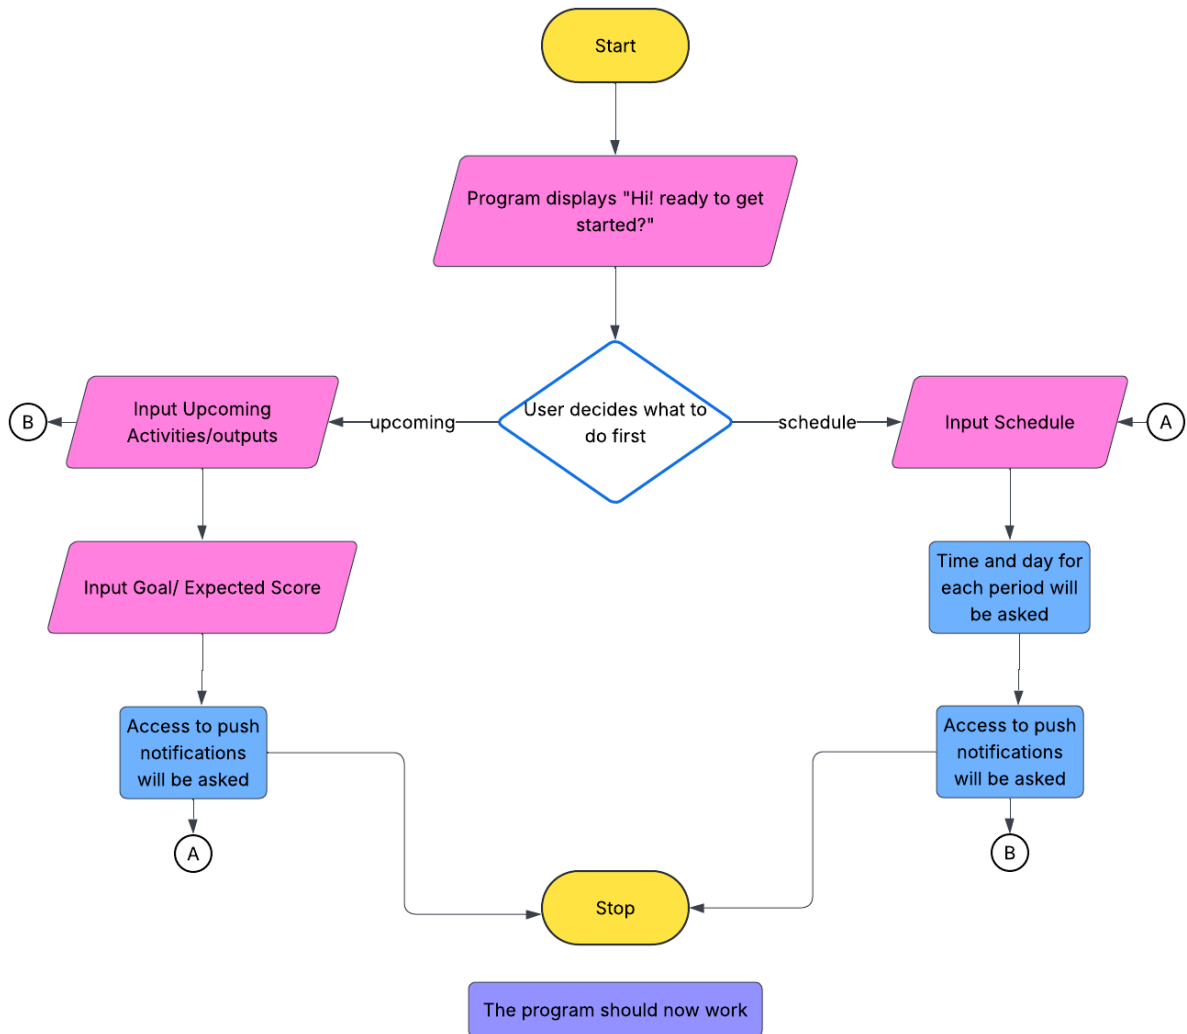 Start
Program displays "Hi! ready to get
started?"
User decides what to
do first
upcoming
schedule
B
Input Upcoming
Activities/outputs
Input Schedule
A
Input Goal/ Expected Score
Time and day for
each period will
be asked
Access to push
notifications
will be asked
Access to push
notifications
will be asked
A
B
Stop
The program should now work